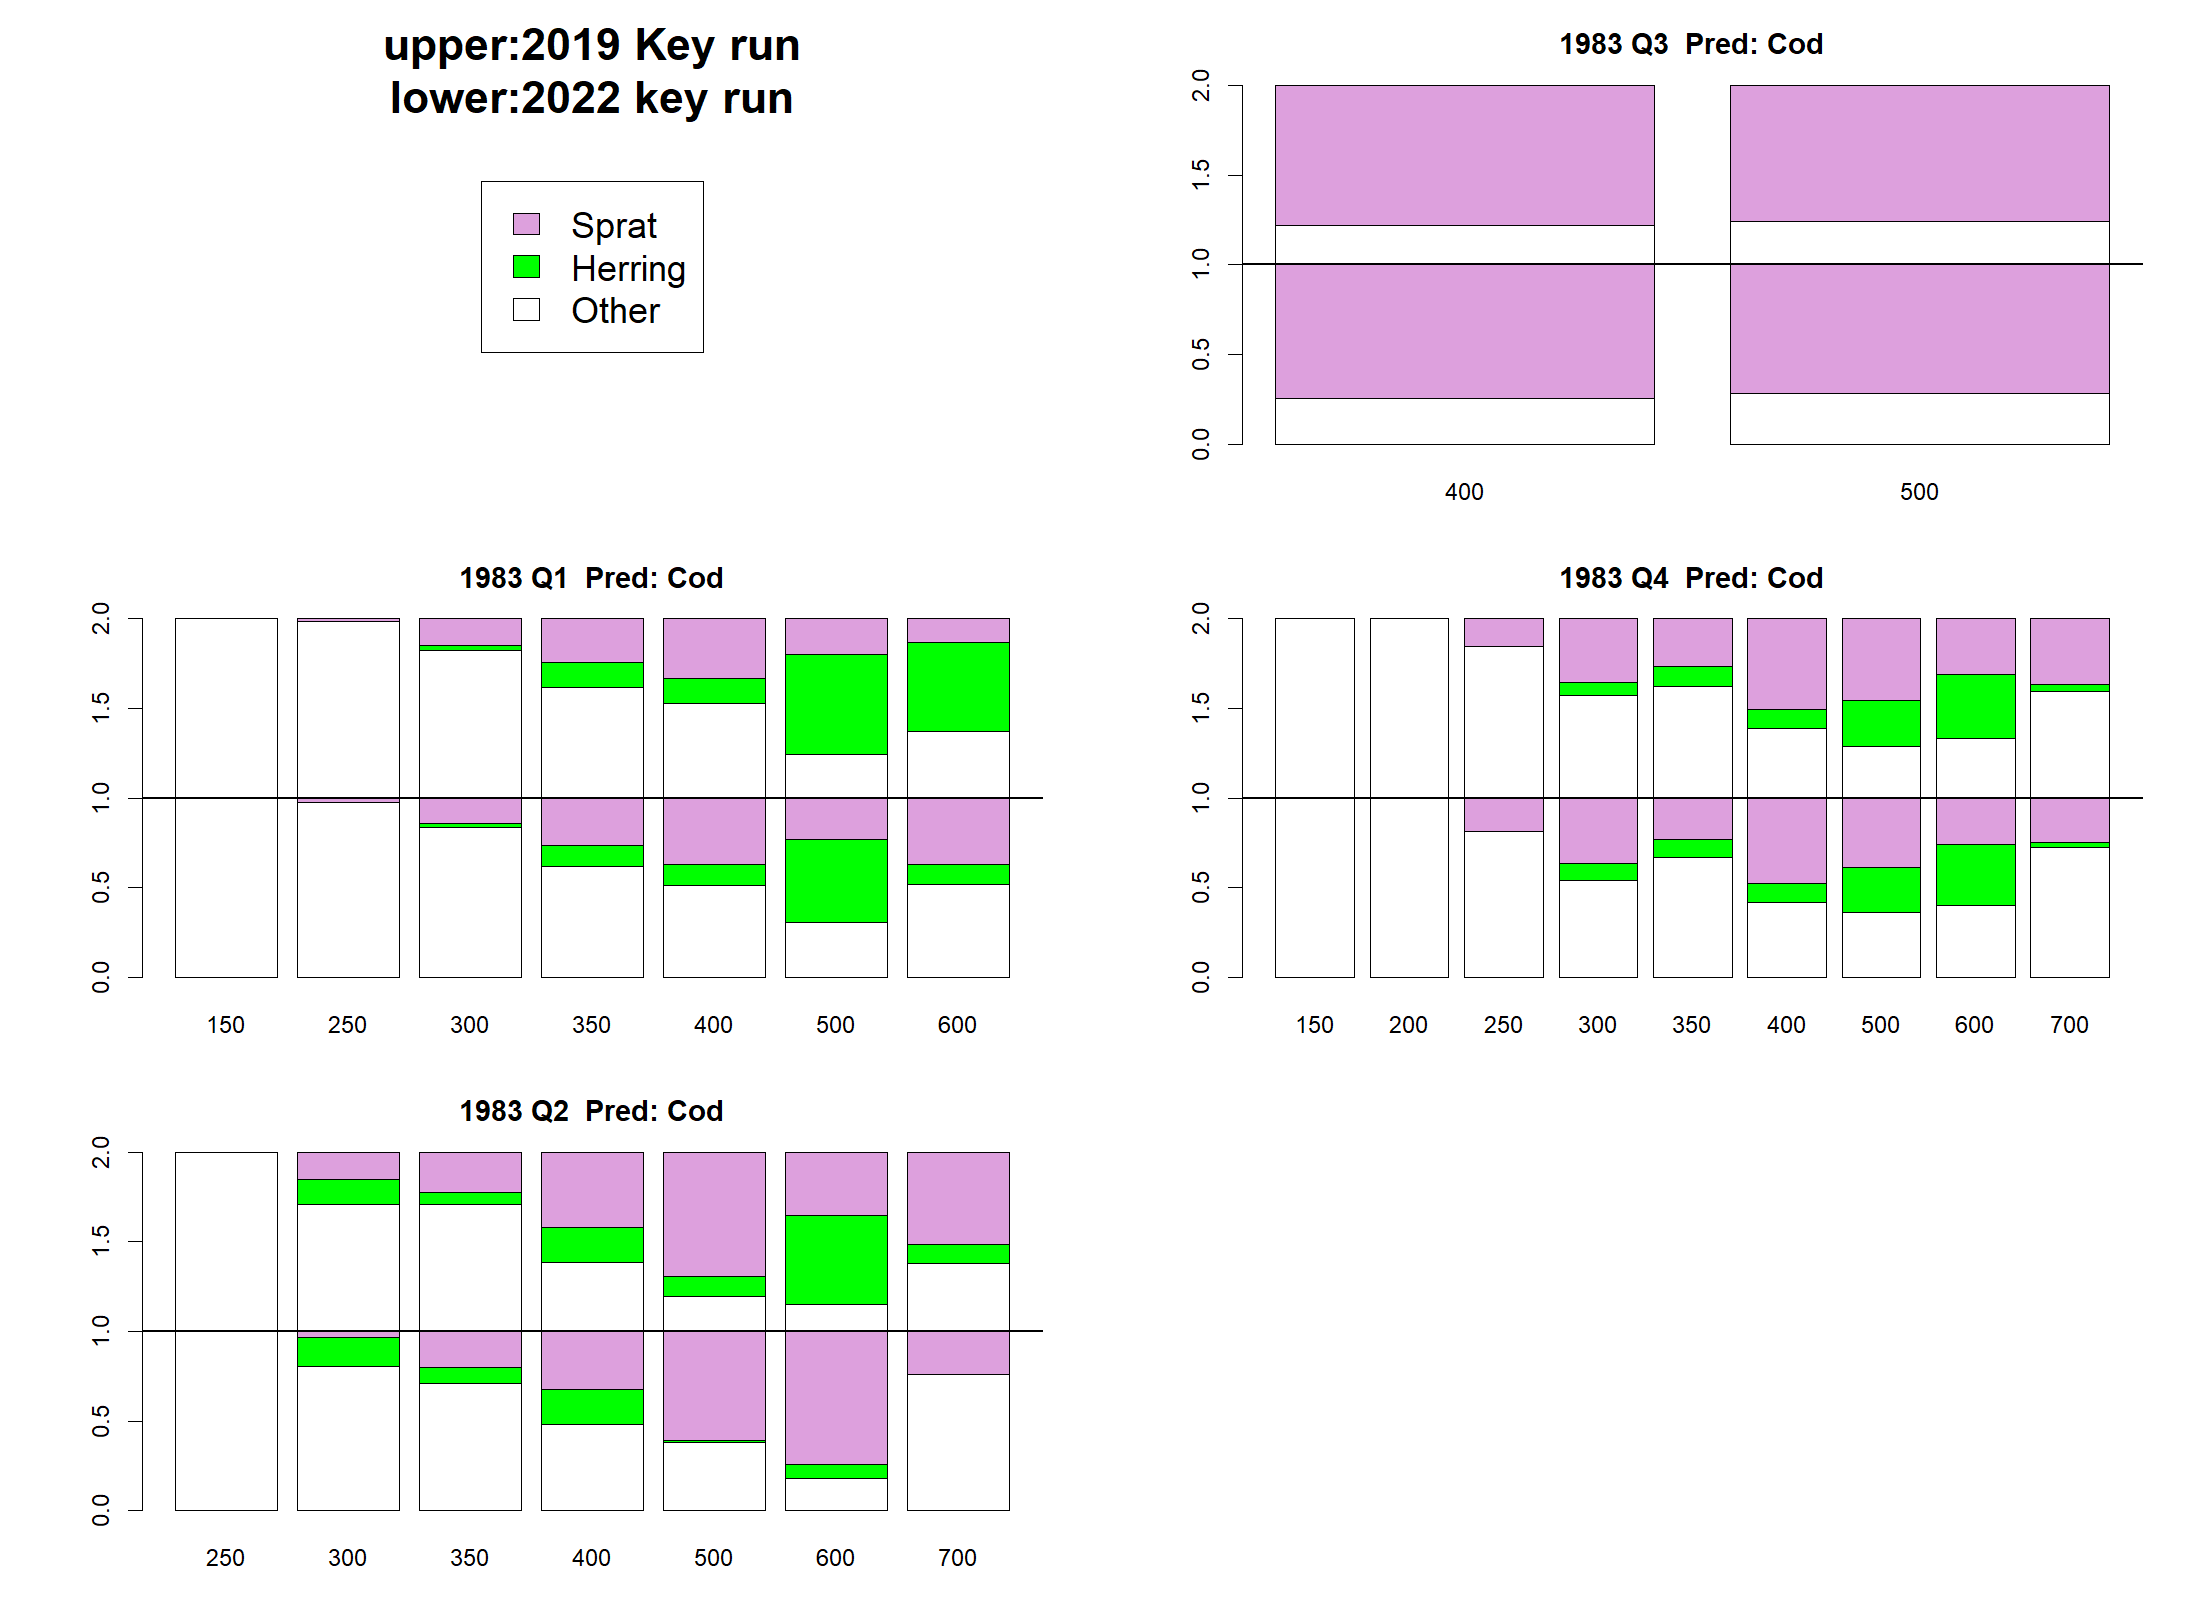 upper:2019 Key run
lower:2022 key run
Sprat
Herring
Other
1983 Q3  Pred: Cod
2.0
1.5
1.0
0.5
0.0
400 500
1983 Q1  Pred: Cod
2.0
1.5
1.0
0.5
0.0
150 250 300 350 400 500 600
1983 Q4  Pred: Cod
2.0
1.5
1.0
0.5
0.0
150 200 250 300 350 400 500 600 700
1983 Q2  Pred: Cod
2.0
1.5
1.0
0.5
0.0
250 300 350 400 500 600 700